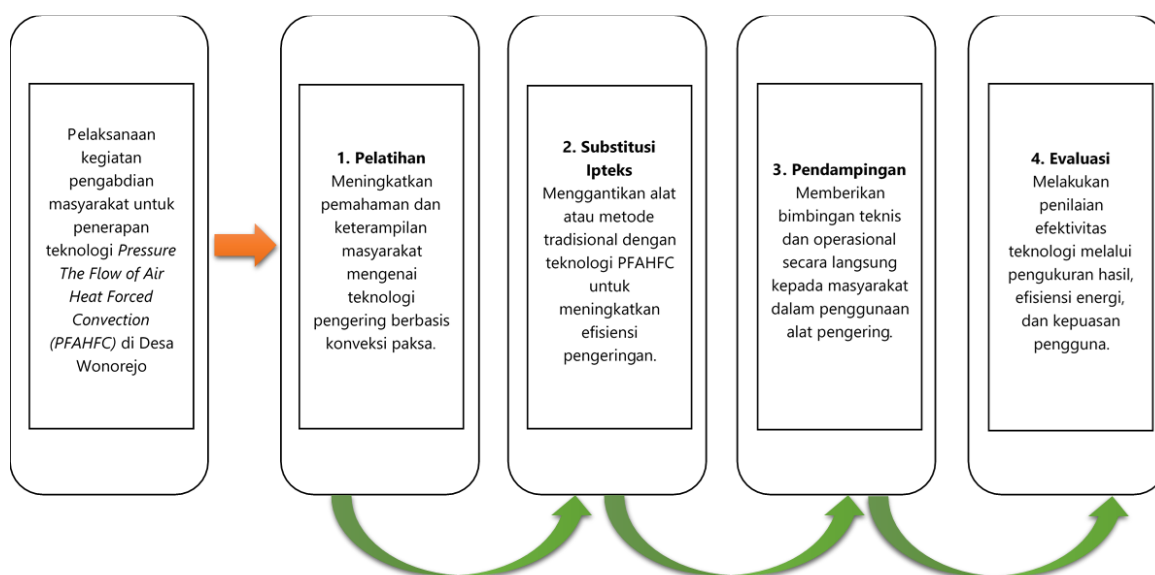 Pelaksanaan
kegiatan
pengabdian
masyarakat untuk
penerapan
teknologi Pressure
The Flow of Air
Heat Forced
Convection
(PFAHFC) di Desa
Wonorejo
1. Pelatihan
Meningkatkan
pemahaman dan
keterampilan
masyarakat
mengenai
teknologi
pengering berbasis
konveksi paksa.
2. Substitusi
Ipteks
Menggantikan alat
atau metode
tradisional dengan
teknologi PFAHFC
untuk
meningkatkan
efisiensi
pengeringan.
3. Pendampingan
Memberikan
bimbingan teknis
dan operasional
secara langsung
kepada masyarakat
dalam penggunaan
alat pengering.
4. Evaluasi
Melakukan
penilaian
efektivitas
teknologi melalui
pengukuran hasil,
efisiensi energi,
dan kepuasan
pengguna.